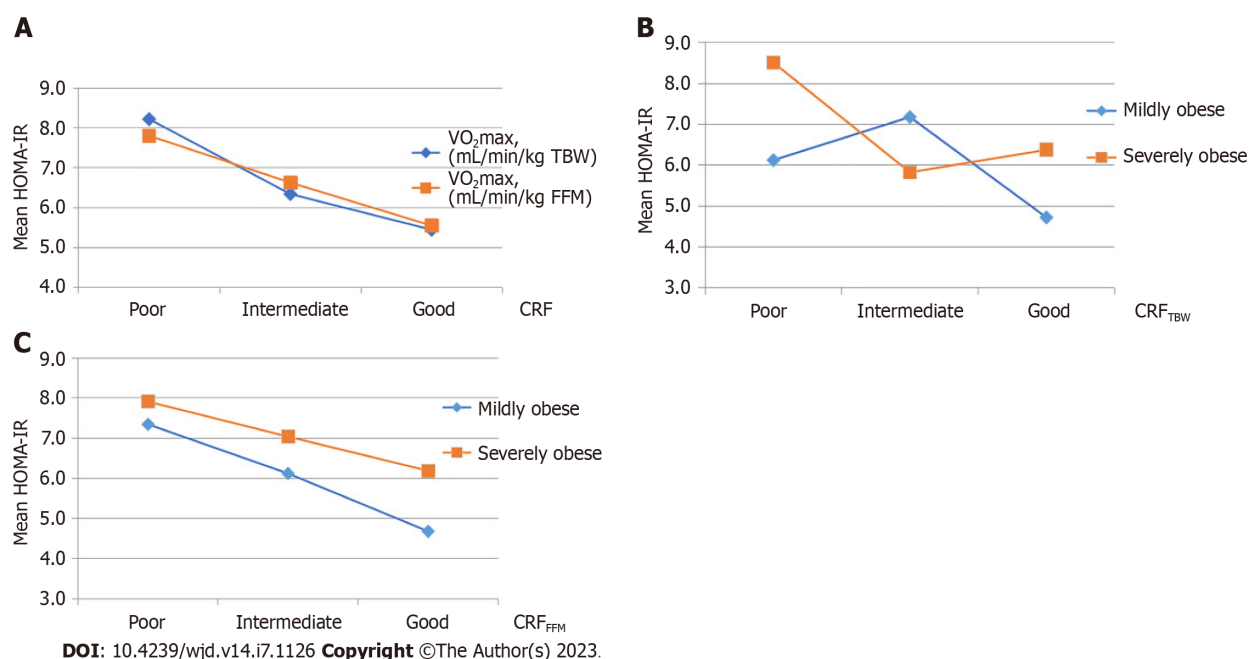 A
Mean HOMA-IR
9.0
8.0
7.0
6.0
5.0
4.0
Poor Intermediate Good CRF
VO₂max,
(mL/min/kg TBW)
VO₂max,
(mL/min/kg FFM)
B
Mean HOMA-IR
9.0
8.0
7.0
6.0
5.0
4.0
3.0
Poor Intermediate Good CRF_TBW
Mildly obese
Severely obese
C
Mean HOMA-IR
9.0
8.0
7.0
6.0
5.0
4.0
3.0
Poor Intermediate Good CRF_FFM
Mildly obese
Severely obese
DOI: 10.4239/wjd.v14.i7.1126 Copyright ©The Author(s) 2023.